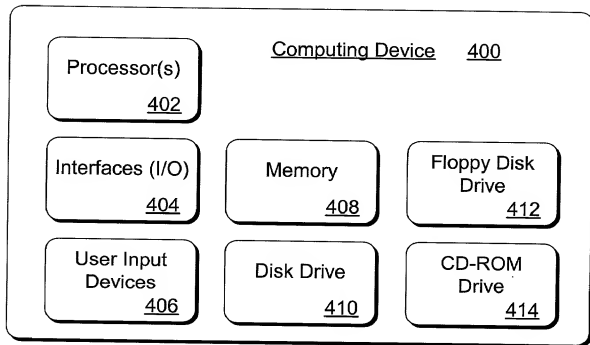 Computing Device 400
Processor(s)
402
Interfaces (I/O)
404
Memory
408
Floppy Disk
Drive
412
User Input
Devices
406
Disk Drive
410
CD-ROM
Drive
414